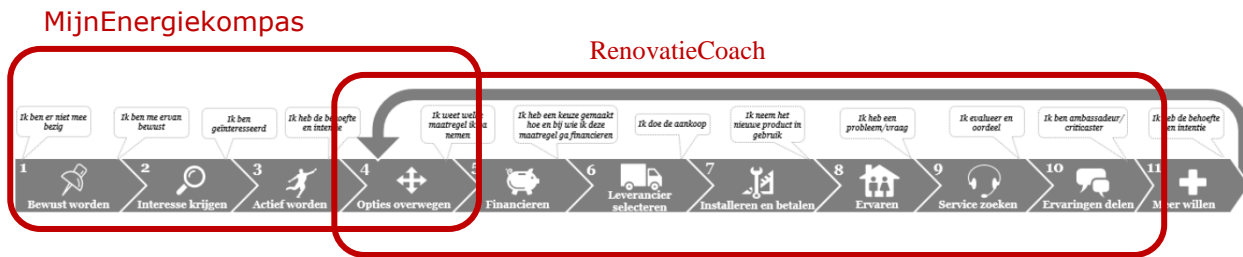 MijnEnergiekompas
RenovatieCoach
Ik ben er niet mee
bezig
Ik ben me ervan
bewust
Ik ben
geïnteresseerd
Ik heb de behoefte
en intentie
Ik weet welke
maatregel ik ga
nemen
Ik heb een keuze gemaakt
hoe en bij wie ik deze
maatregel ga financieren
Ik doe de aankoop
Ik neem het
nieuwe product in
gebruik
Ik heb een
probleem/vraag
Ik evalueer en
oordeel
Ik ben ambassadeur/
criticaster
Ik heb de behoefte
en intentie
1
Bewust worden
2
Interesse krijgen
3
Actief worden
4
Opties overwegen
5
Financieren
6
Leverancier
selecteren
7
Installeren en betalen
8
Ervaren
9
Service zoeken
10
Ervaringen delen
11
Meer willen